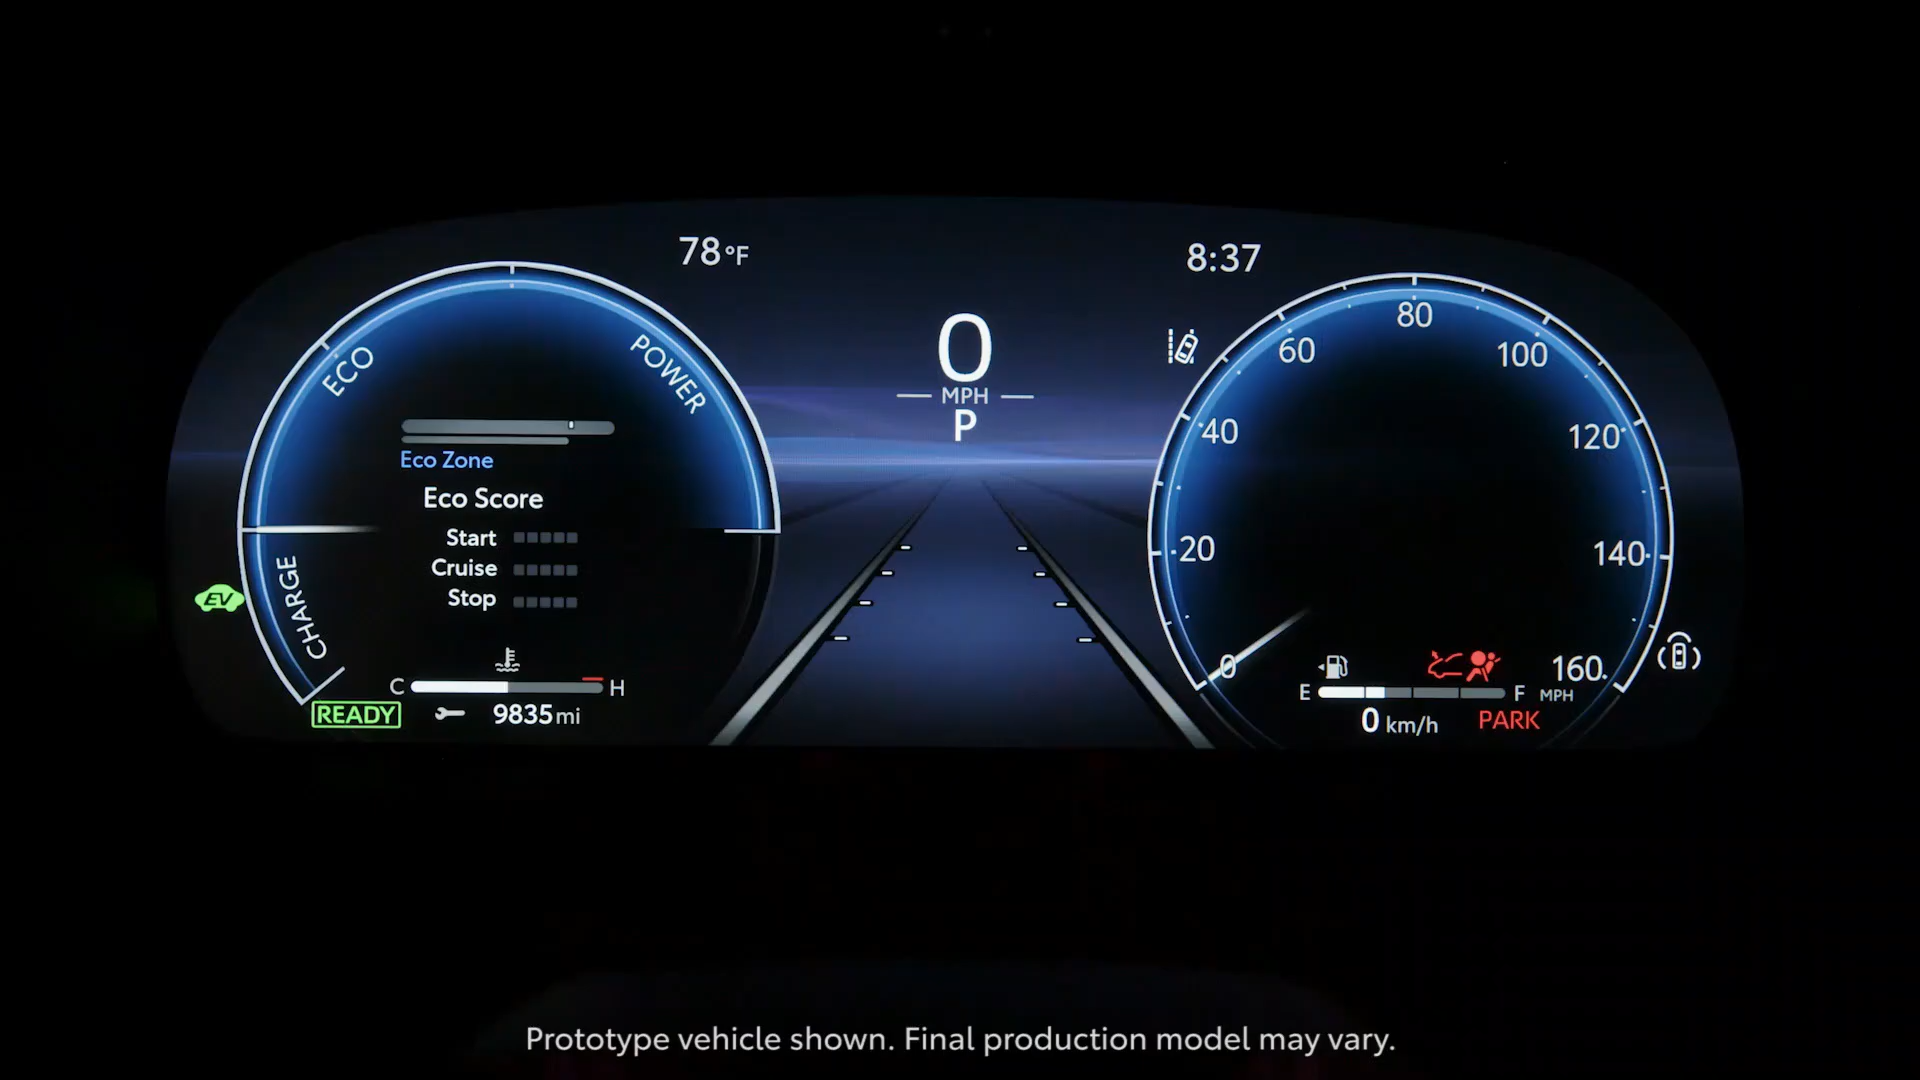 78°F
8:37
0
MPH
P
ECO
POWER
CHARGE
Eco Zone
Eco Score
Start
Cruise
Stop
EV
C
H
READY
9835 mi
0
20
40
60
80
100
120
140
160
MPH
E
F
0 km/h
PARK
Prototype vehicle shown. Final production model may vary.